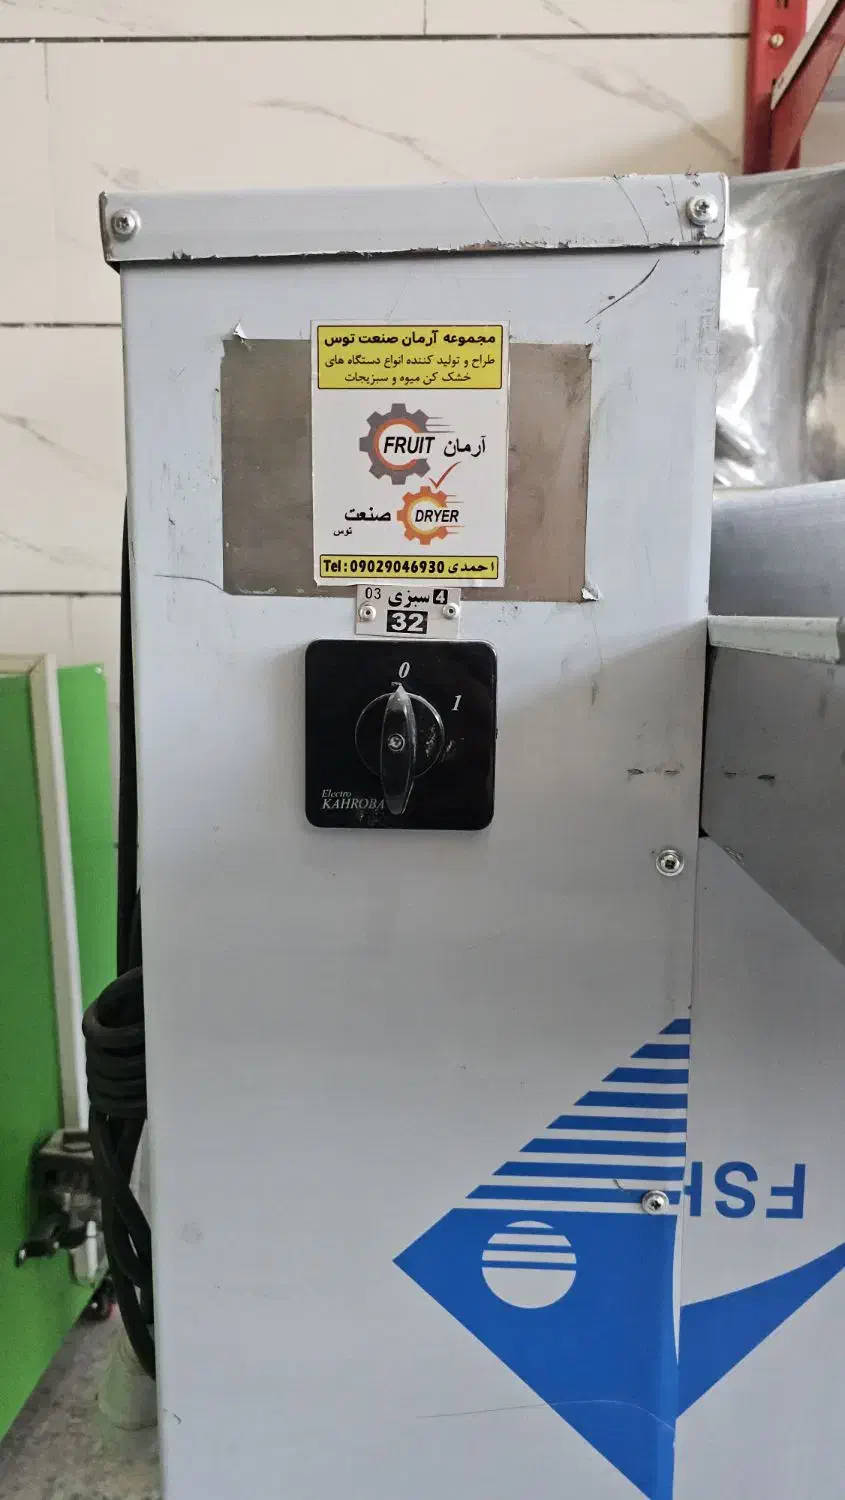 مجموعه آرمان صنعت توس
طراح و تولید کننده انواع دستگاه های
خشک کن میوه و سبزیجات
آرمان FRUIT
صنعت DRYER
توس
احمدی Tel : 09029046930
4 سبزی 03
32
0
1
Electro
KAHROBA
FSH